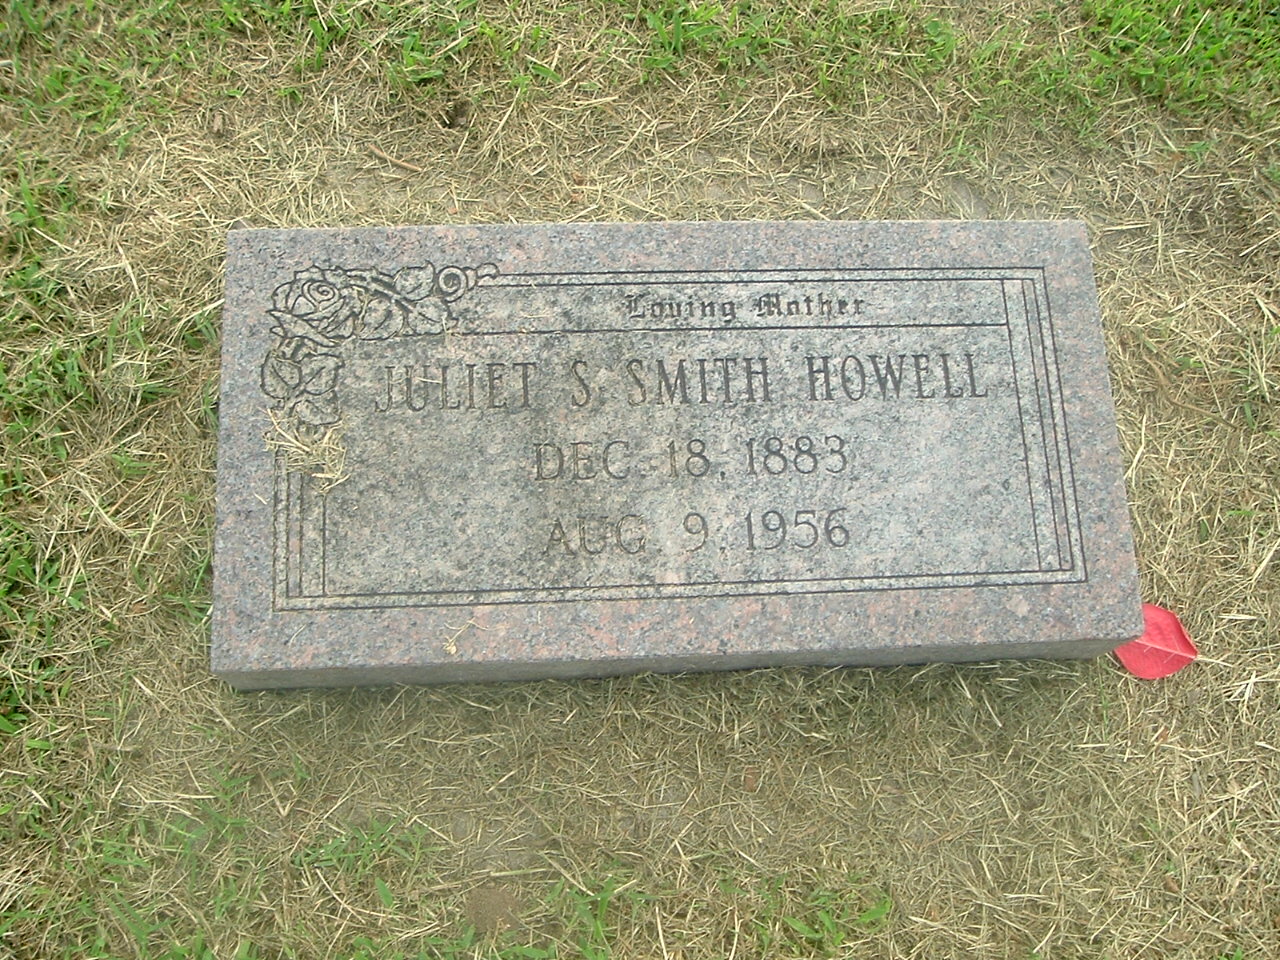 Loving Mother
JULIET S. SMITH HOWELL
DEC. 18, 1883
AUG. 9, 1956